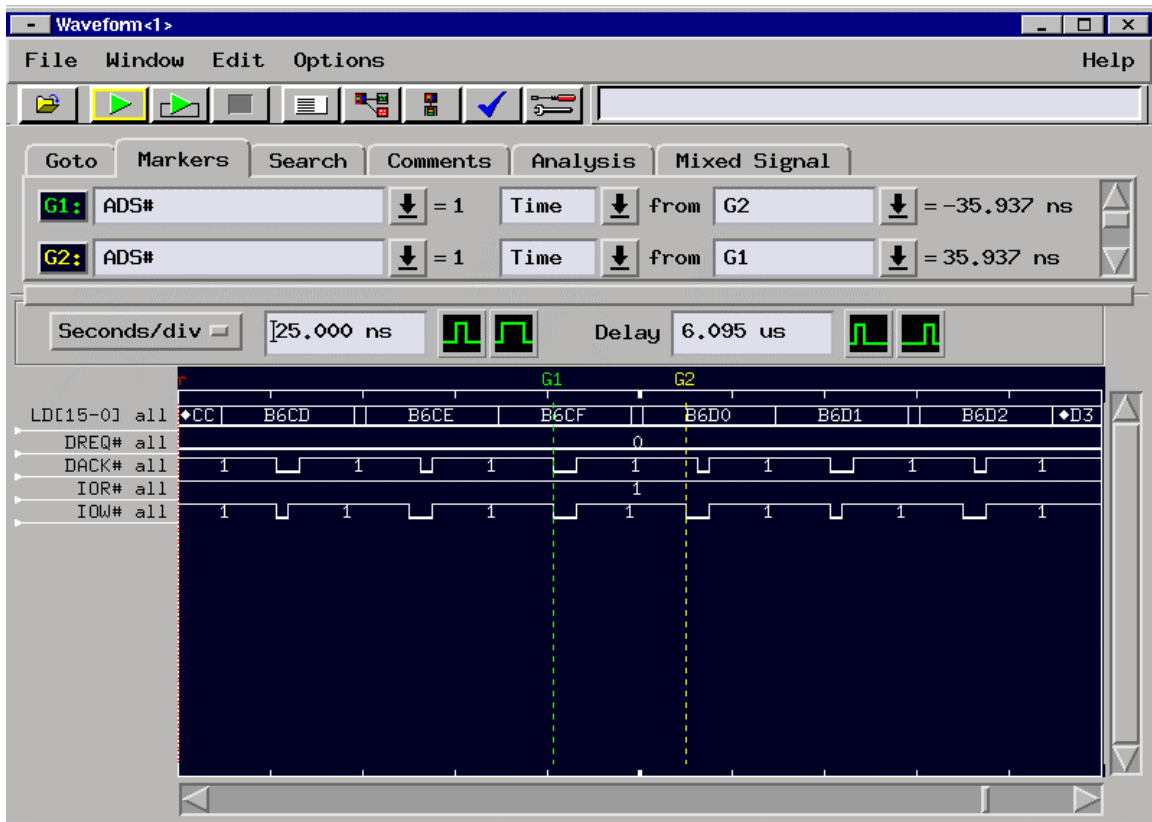 Waveform<1>
File Window Edit Options Help
Goto Markers Search Comments Analysis Mixed Signal
G1: ADS# = 1 Time from G2 = -35.937 ns
G2: ADS# = 1 Time from G1 = 35.937 ns
Seconds/div 25.000 ns Delay 6.095 us
r G1 G2
LD[15-0] all ◆CC B6CD B6CE B6CF B6D0 B6D1 B6D2 ◆D3
DREQ# all 0
DACK# all 1 1 1 1 1 1 1
IOR# all 1
IOW# all 1 1 1 1 1 1 1